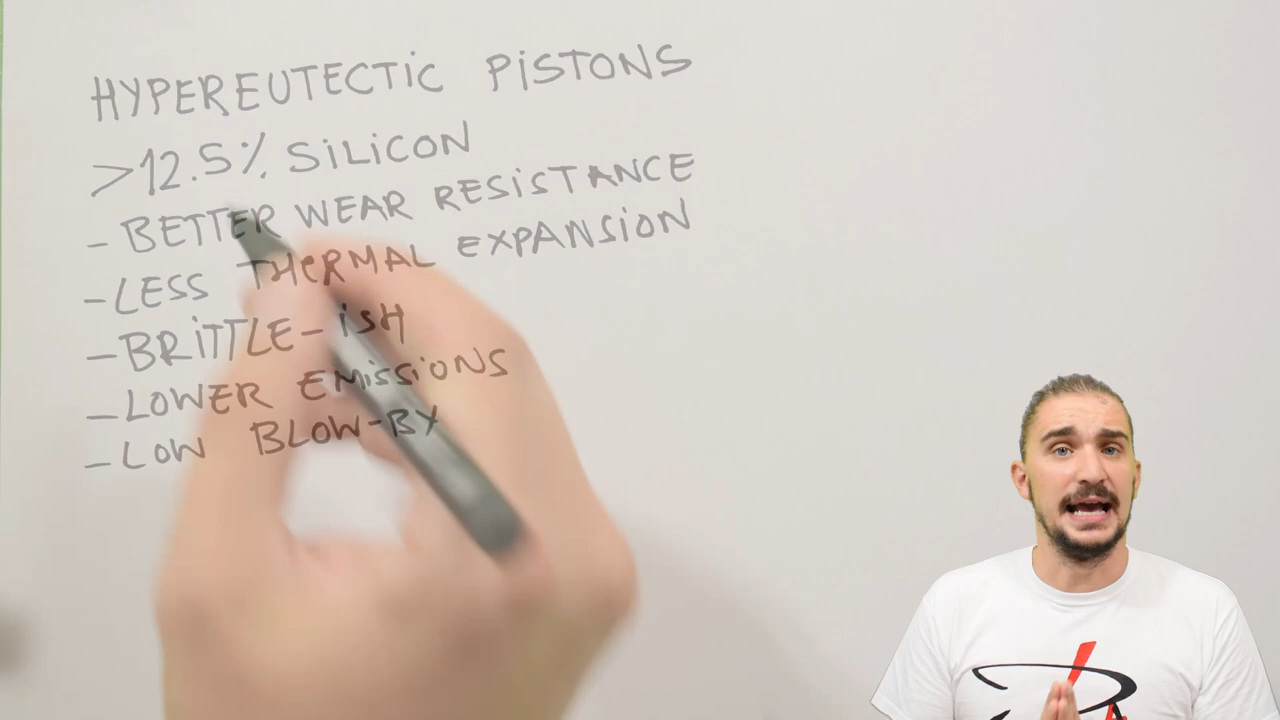 HYPEREUTECTiC PiSTONS
>12.5% SiLiCON
- BETTER WEAR RESiSTANCE
- LESS THERMAL EXPANSiON
- BRiTTLE-iSH
- LOWER EMiSSiONS
- LOW BLOW-BY